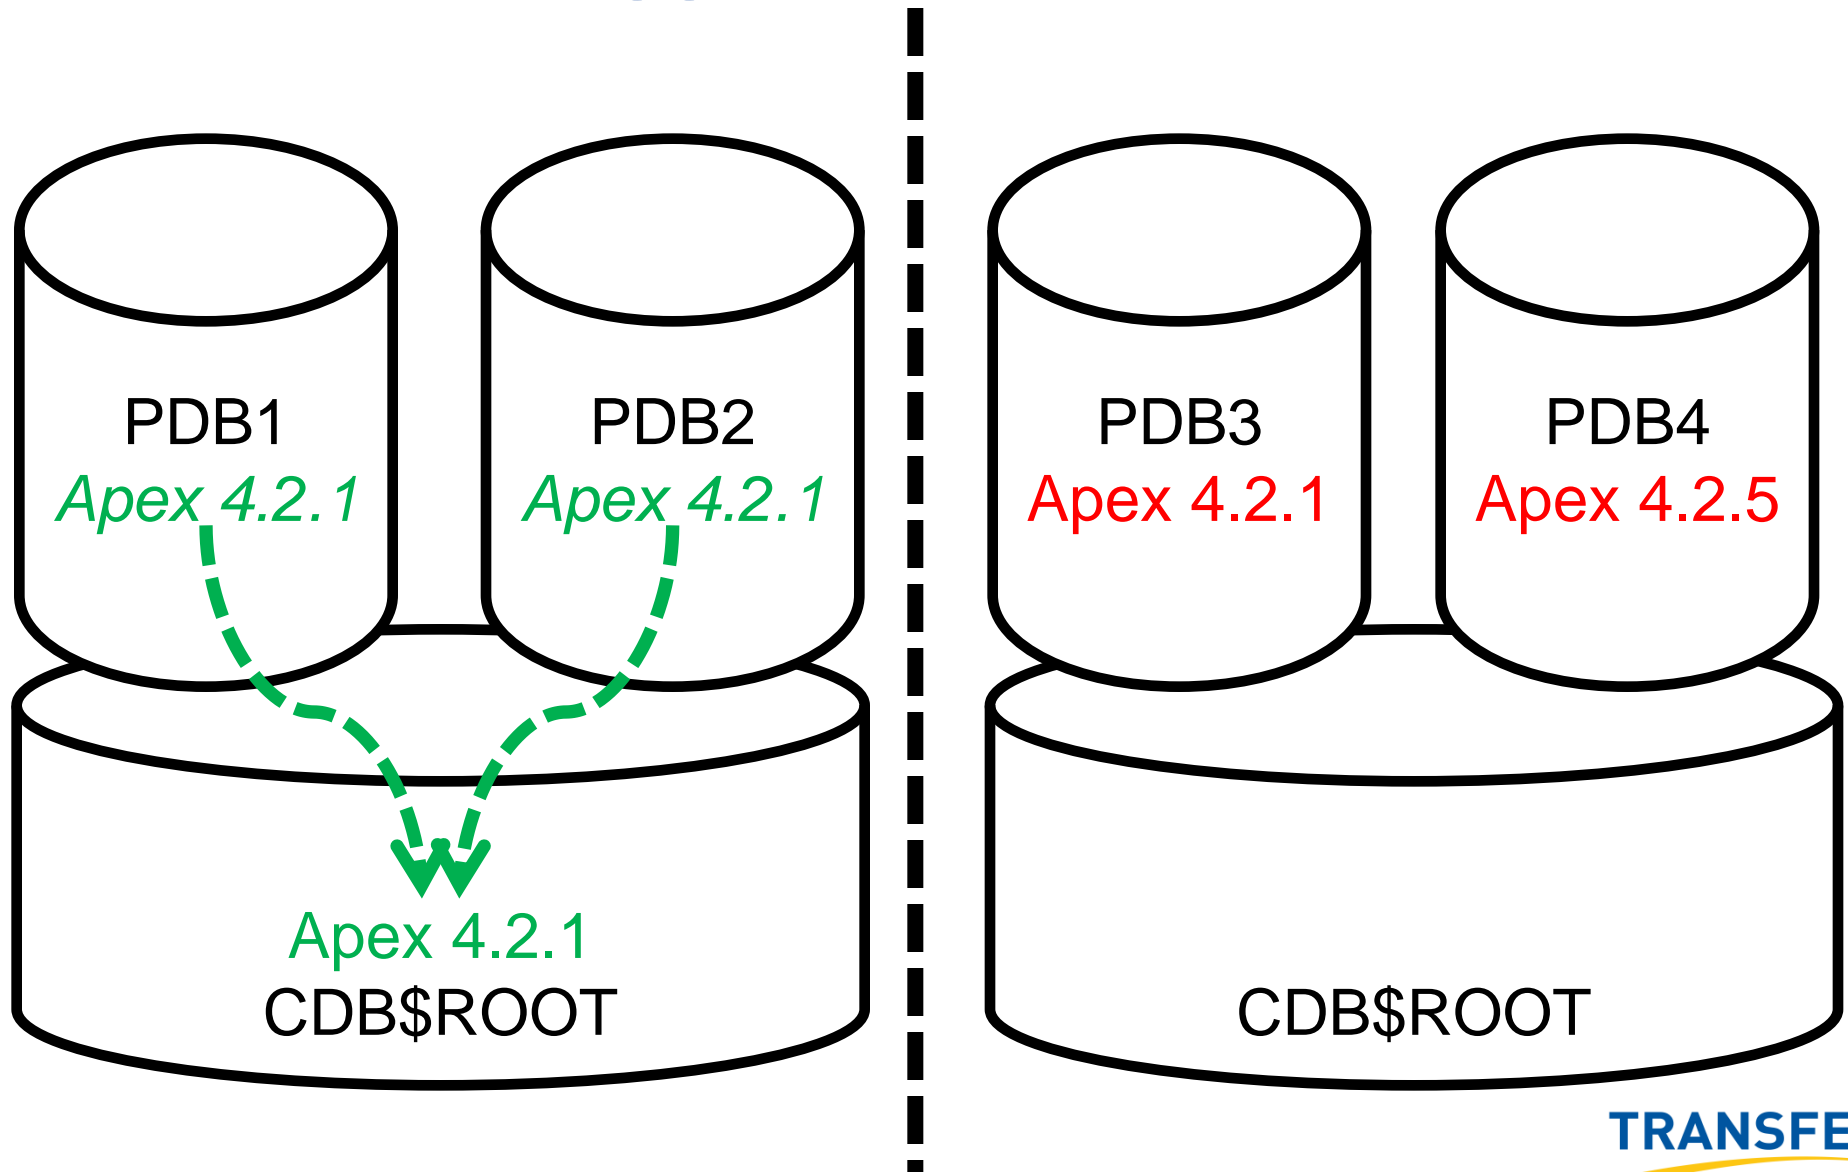 PDB1
Apex 4.2.1
PDB2
Apex 4.2.1
Apex 4.2.1
CDB$ROOT
PDB3
Apex 4.2.1
PDB4
Apex 4.2.5
CDB$ROOT
TRANSFE